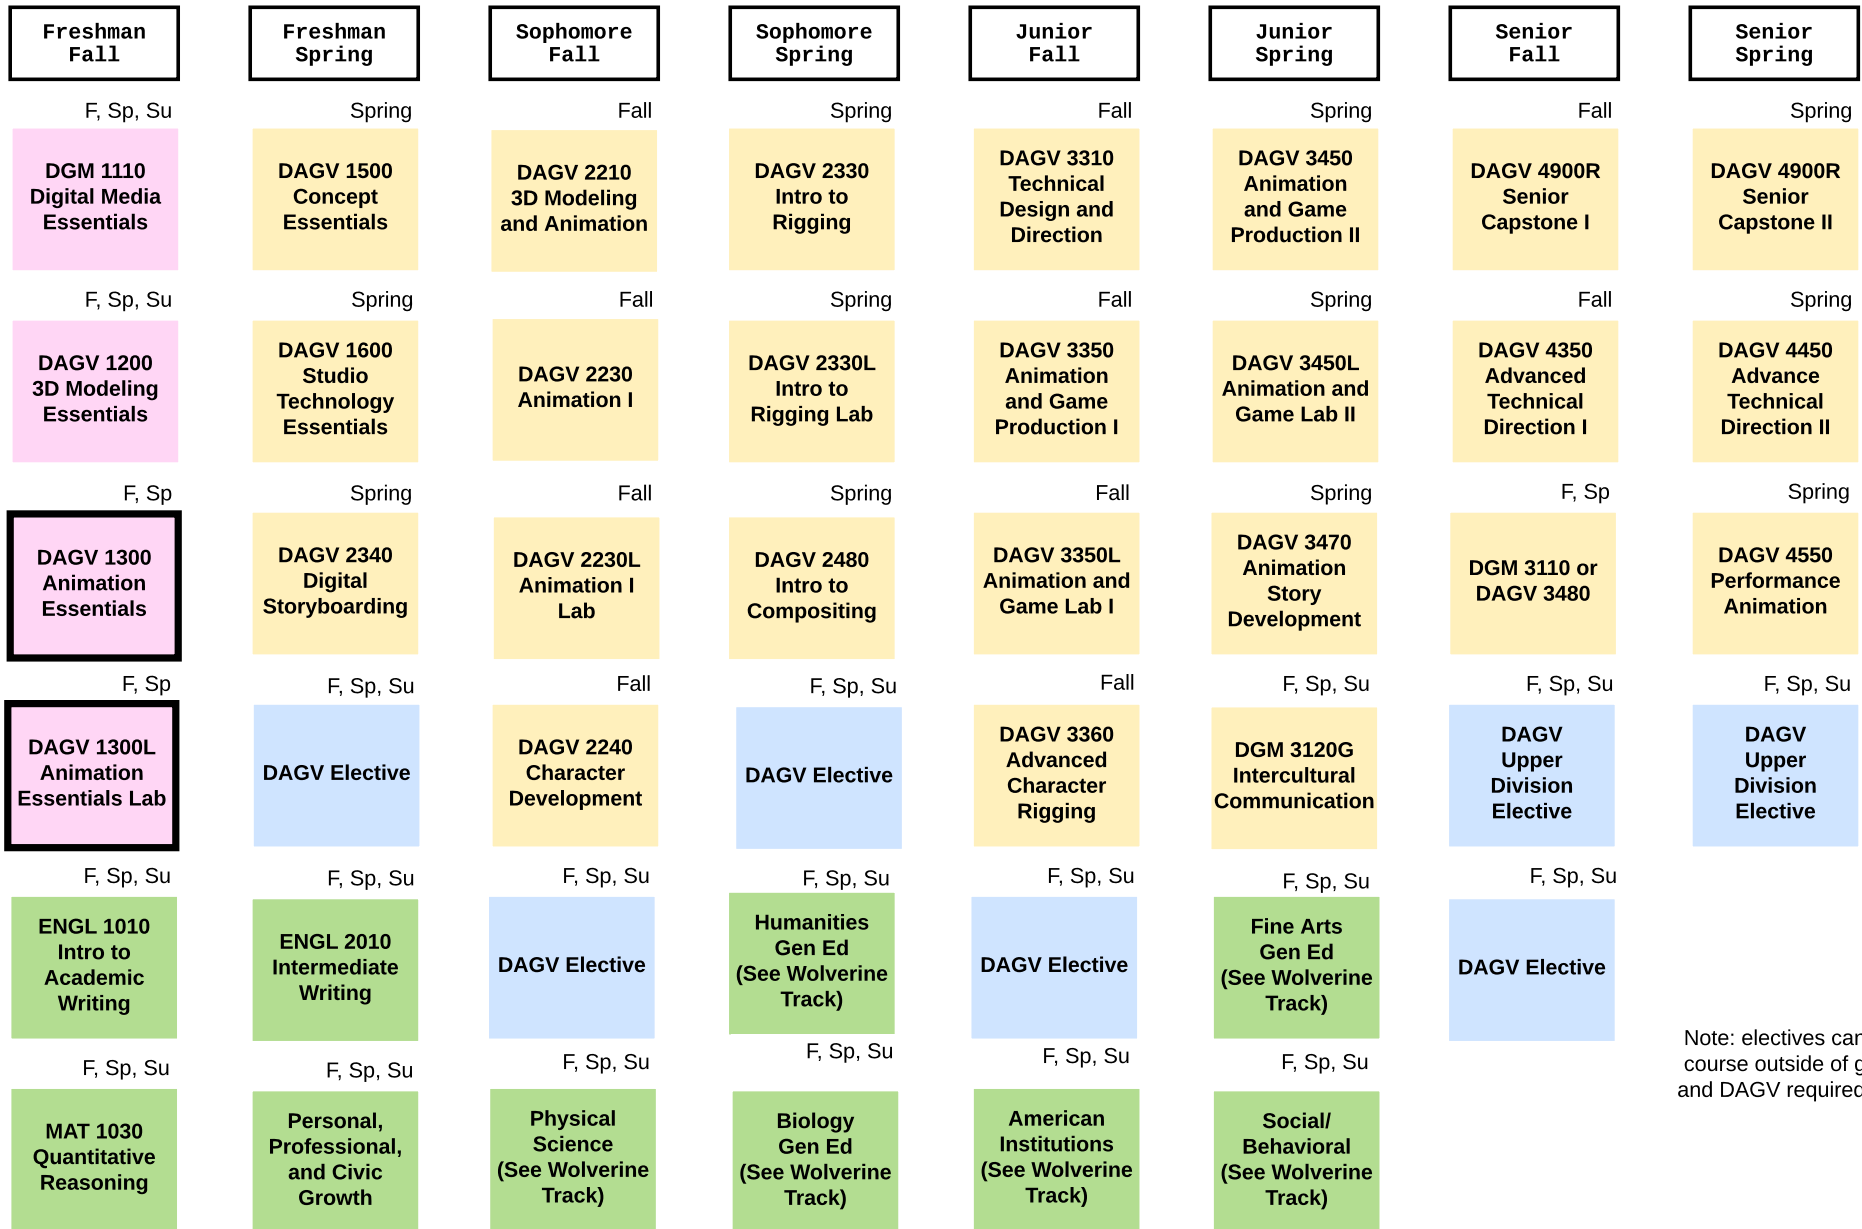 Freshman
Fall
Freshman
Spring
Sophomore
Fall
Sophomore
Spring
Junior
Fall
Junior
Spring
Senior
Fall
Senior
Spring
F, Sp, Su
Spring
Fall
Spring
Fall
Spring
Fall
Spring
DGM 1110
Digital Media
Essentials
DAGV 1500
Concept
Essentials
DAGV 2210
3D Modeling
and Animation
DAGV 2330
Intro to
Rigging
DAGV 3310
Technical
Design and
Direction
DAGV 3450
Animation
and Game
Production II
DAGV 4900R
Senior
Capstone I
DAGV 4900R
Senior
Capstone II
F, Sp, Su
Spring
Fall
Spring
Fall
Spring
Fall
Spring
DAGV 1200
3D Modeling
Essentials
DAGV 1600
Studio
Technology
Essentials
DAGV 2230
Animation I
DAGV 2330L
Intro to
Rigging Lab
DAGV 3350
Animation
and Game
Production I
DAGV 3450L
Animation and
Game Lab II
DAGV 4350
Advanced
Technical
Direction I
DAGV 4450
Advance
Technical
Direction II
F, Sp
Spring
Fall
Spring
Fall
Spring
F, Sp
Spring
DAGV 1300
Animation
Essentials
DAGV 2340
Digital
Storyboarding
DAGV 2230L
Animation I
Lab
DAGV 2480
Intro to
Compositing
DAGV 3350L
Animation and
Game Lab I
DAGV 3470
Animation
Story
Development
DGM 3110 or
DAGV 3480
DAGV 4550
Performance
Animation
F, Sp
F, Sp, Su
Fall
F, Sp, Su
Fall
F, Sp, Su
F, Sp, Su
F, Sp, Su
DAGV 1300L
Animation
Essentials Lab
DAGV Elective
DAGV 2240
Character
Development
DAGV Elective
DAGV 3360
Advanced
Character
Rigging
DGM 3120G
Intercultural
Communication
DAGV
Upper
Division
Elective
DAGV
Upper
Division
Elective
F, Sp, Su
F, Sp, Su
F, Sp, Su
F, Sp, Su
F, Sp, Su
F, Sp, Su
F, Sp, Su
ENGL 1010
Intro to
Academic
Writing
ENGL 2010
Intermediate
Writing
DAGV Elective
Humanities
Gen Ed
(See Wolverine
Track)
DAGV Elective
Fine Arts
Gen Ed
(See Wolverine
Track)
DAGV Elective
Note: electives can
course outside of
and DAGV required
F, Sp, Su
F, Sp, Su
F, Sp, Su
F, Sp, Su
F, Sp, Su
F, Sp, Su
MAT 1030
Quantitative
Reasoning
Personal,
Professional,
and Civic
Growth
Physical
Science
(See Wolverine
Track)
Biology
Gen Ed
(See Wolverine
Track)
American
Institutions
(See Wolverine
Track)
Social/
Behavioral
(See Wolverine
Track)